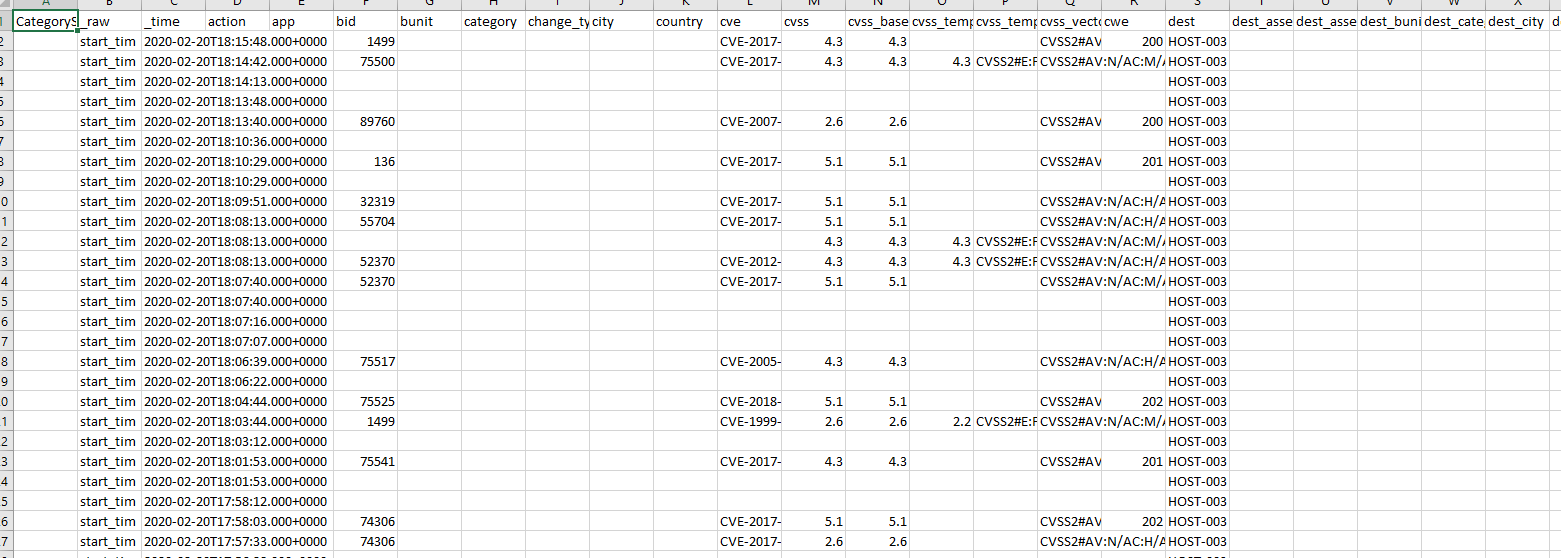 A B C D E F G H I J K L M N O P Q R S T U V W X
1 CategoryS _raw _time action app bid bunit category change_ty city country cve cvss cvss_base cvss_temp cvss_temp cvss_vecto cwe dest dest_asse dest_asse dest_buni dest_cate dest_city d
2 start_tim 2020-02-20T18:15:48.000+0000 1499 CVE-2017- 4.3 4.3 CVSS2#AV 200 HOST-003
3 start_tim 2020-02-20T18:14:42.000+0000 75500 CVE-2017- 4.3 4.3 4.3 CVSS2#E:F CVSS2#AV:N/AC:M/A HOST-003
4 start_tim 2020-02-20T18:14:13.000+0000 HOST-003
5 start_tim 2020-02-20T18:13:48.000+0000 HOST-003
6 start_tim 2020-02-20T18:13:40.000+0000 89760 CVE-2007- 2.6 2.6 CVSS2#AV 200 HOST-003
7 start_tim 2020-02-20T18:10:36.000+0000 HOST-003
8 start_tim 2020-02-20T18:10:29.000+0000 136 CVE-2017- 5.1 5.1 CVSS2#AV 201 HOST-003
9 start_tim 2020-02-20T18:10:29.000+0000 HOST-003
0 start_tim 2020-02-20T18:09:51.000+0000 32319 CVE-2017- 5.1 5.1 CVSS2#AV:N/AC:H/A HOST-003
1 start_tim 2020-02-20T18:08:13.000+0000 55704 CVE-2017- 5.1 5.1 CVSS2#AV:N/AC:H/A HOST-003
2 start_tim 2020-02-20T18:08:13.000+0000 4.3 4.3 4.3 CVSS2#E:F CVSS2#AV:N/AC:M/A HOST-003
3 start_tim 2020-02-20T18:08:13.000+0000 52370 CVE-2012- 4.3 4.3 4.3 CVSS2#E:F CVSS2#AV:N/AC:H/A HOST-003
4 start_tim 2020-02-20T18:07:40.000+0000 52370 CVE-2017- 5.1 5.1 CVSS2#AV:N/AC:M/A HOST-003
5 start_tim 2020-02-20T18:07:40.000+0000 HOST-003
6 start_tim 2020-02-20T18:07:16.000+0000 HOST-003
7 start_tim 2020-02-20T18:07:07.000+0000 HOST-003
8 start_tim 2020-02-20T18:06:39.000+0000 75517 CVE-2005- 4.3 4.3 CVSS2#AV:N/AC:H/A HOST-003
9 start_tim 2020-02-20T18:06:22.000+0000 HOST-003
0 start_tim 2020-02-20T18:04:44.000+0000 75525 CVE-2018- 5.1 5.1 CVSS2#AV 202 HOST-003
1 start_tim 2020-02-20T18:03:44.000+0000 1499 CVE-1999- 2.6 2.6 2.2 CVSS2#E:F CVSS2#AV:N/AC:M/A HOST-003
2 start_tim 2020-02-20T18:03:12.000+0000 HOST-003
3 start_tim 2020-02-20T18:01:53.000+0000 75541 CVE-2017- 4.3 4.3 CVSS2#AV 201 HOST-003
4 start_tim 2020-02-20T18:01:53.000+0000 HOST-003
5 start_tim 2020-02-20T17:58:12.000+0000 HOST-003
6 start_tim 2020-02-20T17:58:03.000+0000 74306 CVE-2017- 5.1 5.1 CVSS2#AV 202 HOST-003
7 start_tim 2020-02-20T17:57:33.000+0000 74306 CVE-2017- 2.6 2.6 CVSS2#AV:N/AC:H/A HOST-003